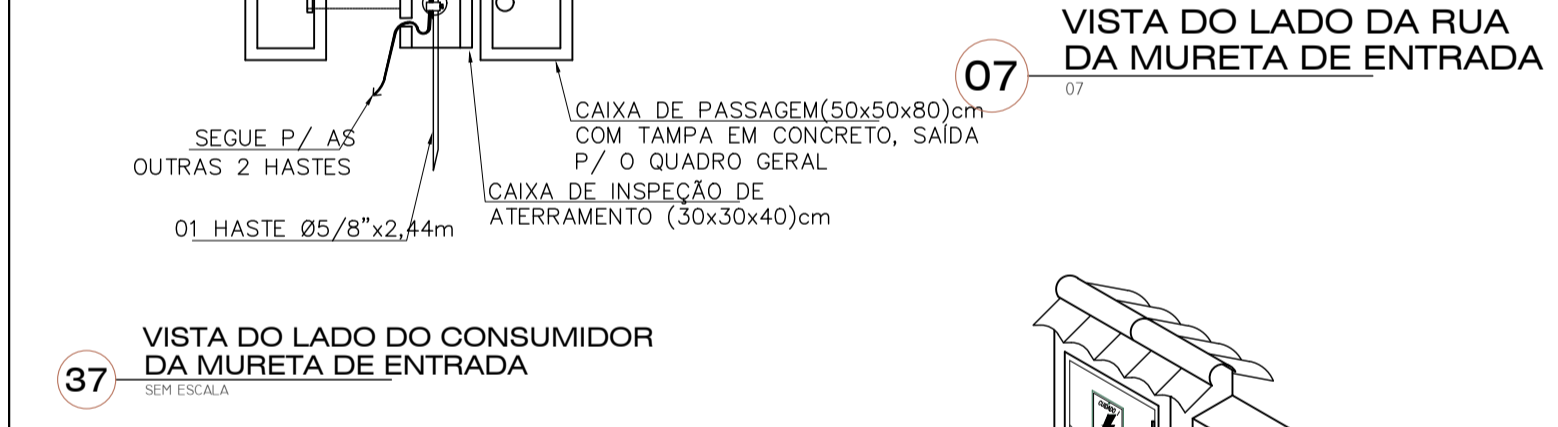 VISTA DO LADO DA RUA
DA MURETA DE ENTRADA
07
07
CAIXA DE PASSAGEM(50x50x80)cm
COM TAMPA EM CONCRETO, SAÍDA
P/ O QUADRO GERAL
SEGUE P/ AS
OUTRAS 2 HASTES
CAIXA DE INSPEÇÃO DE
ATERRAMENTO (30x30x40)cm
01 HASTE Ø5/8”x2,44m
VISTA DO LADO DO CONSUMIDOR
DA MURETA DE ENTRADA
37
SEM ESCALA
CUIDADO !